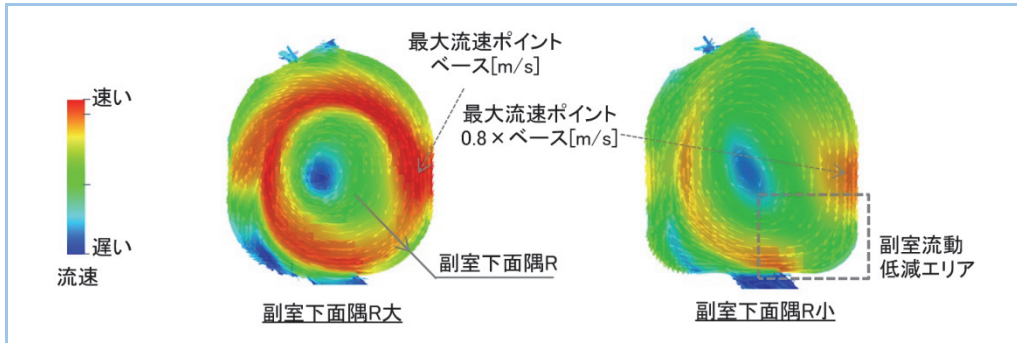 最大流速ポイント
ベース[m/s]
速い
最大流速ポイント
0.8×ベース[m/s]
遅い
流速
副室下面隅R
副室流動
低減エリア
副室下面隅R大
副室下面隅R小